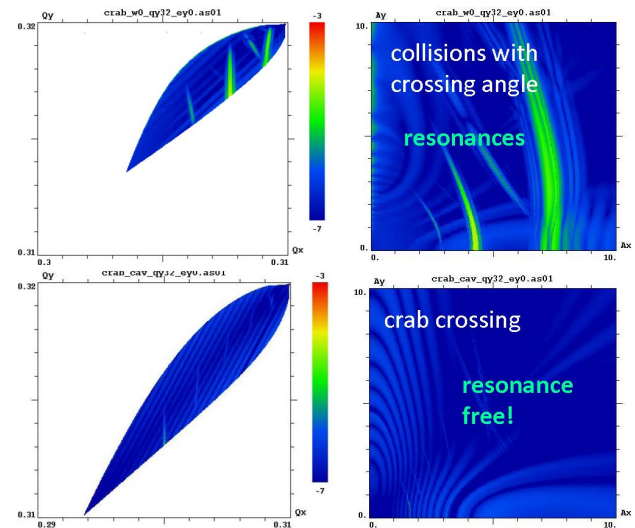 Qy crab_w0_qy32_ey0.as01
0.32
-3
0.31
-7
0.3 0.31
Qx
Ay crab_w0_qy32_ey0.as01
10.
collisions with
crossing angle
resonances
0.
0. 10. Ax
Qy crab_cav_qy32_ey0.as01
0.32
-3
0.31
-7
0.29 0.31
Qx
Ay crab_cav_qy32_ey0.as01
10.
crab crossing
resonance
free!
0.
0. 10. Ax